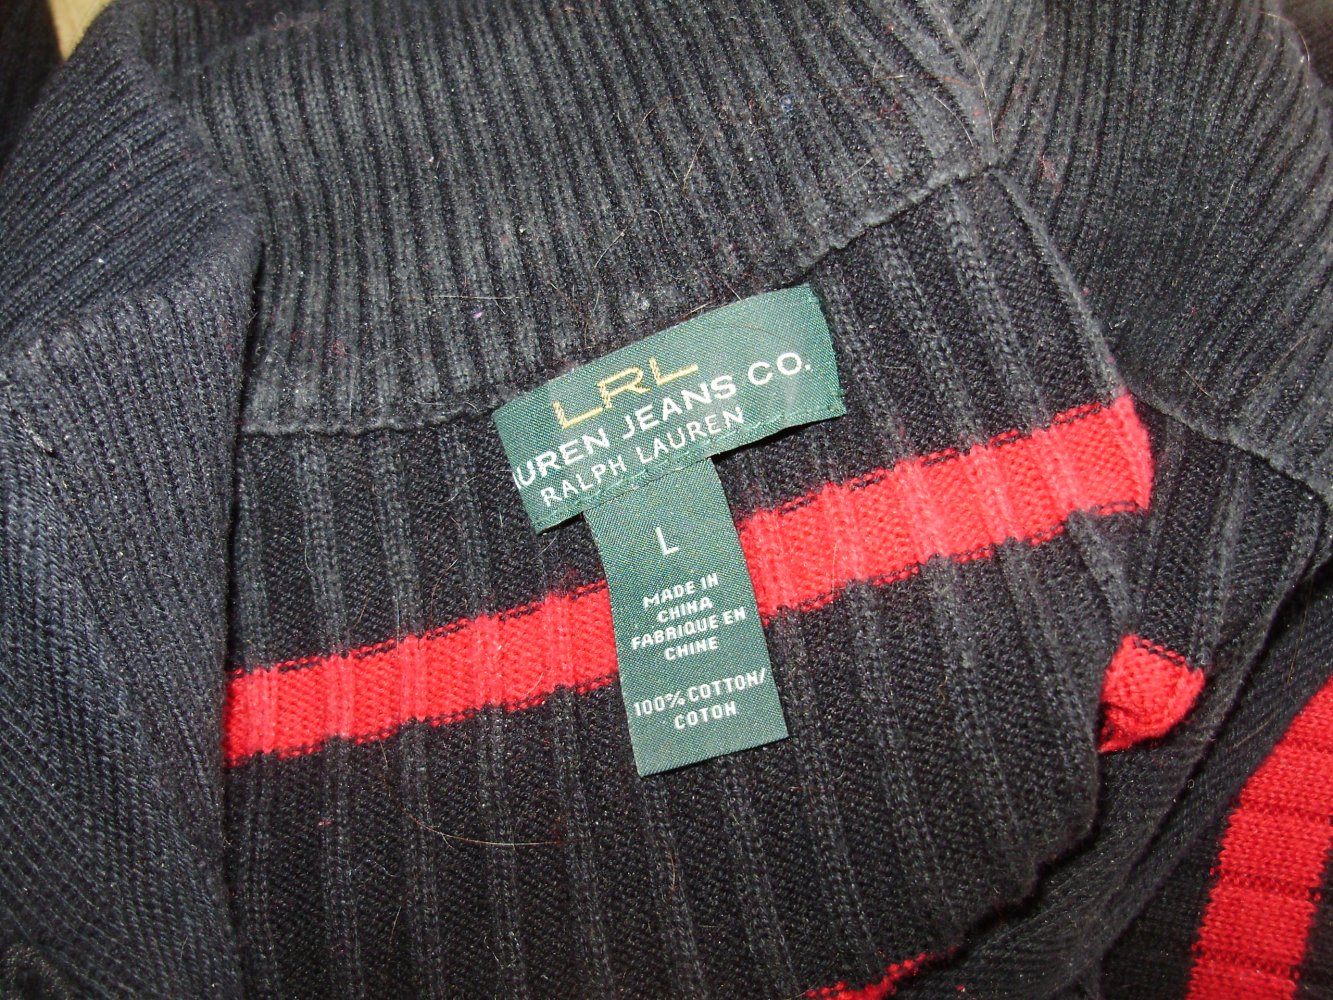 LRL
UREN JEANS CO.
RALPH LAUREN
L
MADE IN
CHINA
FABRIQUE EN
CHINE
100% COTTON/
COTON